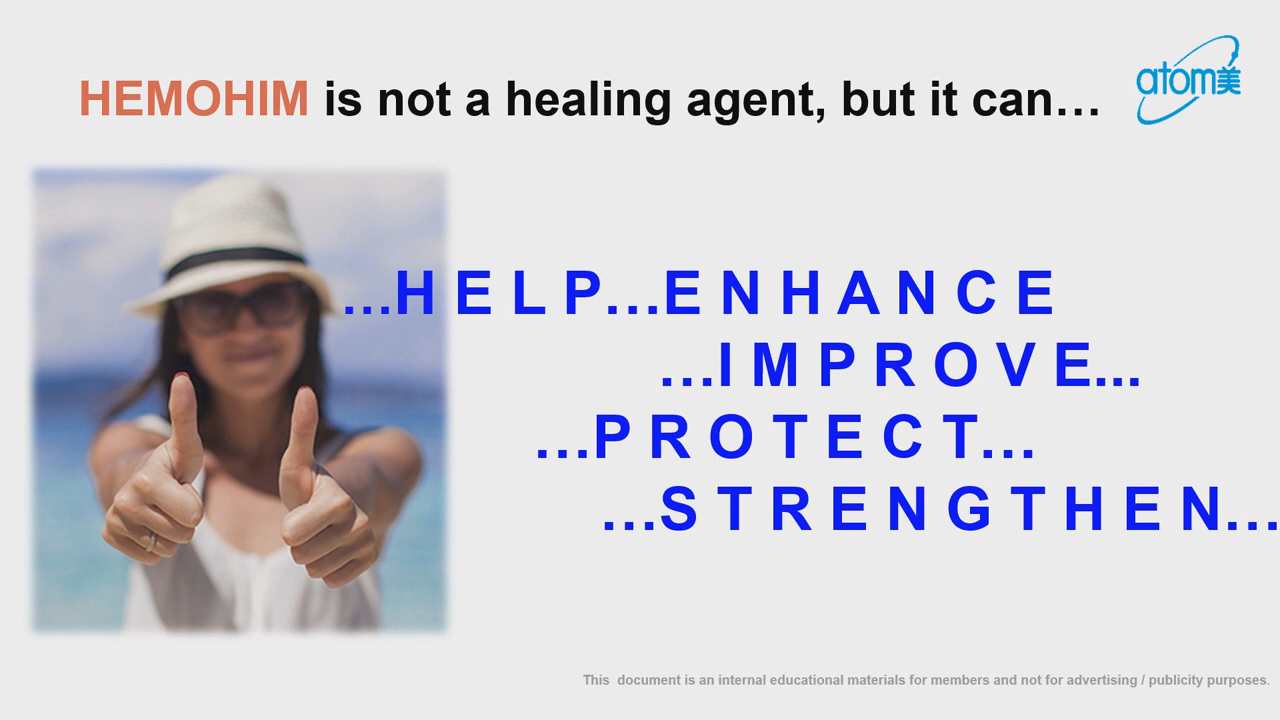 HEMOHIM is not a healing agent, but it can…
atom美
…H E L P…E N H A N C E
…I M P R O V E...
…P R O T E C T…
…S T R E N G T H E N…
This document is an internal educational materials for members and not for advertising / publicity purposes.